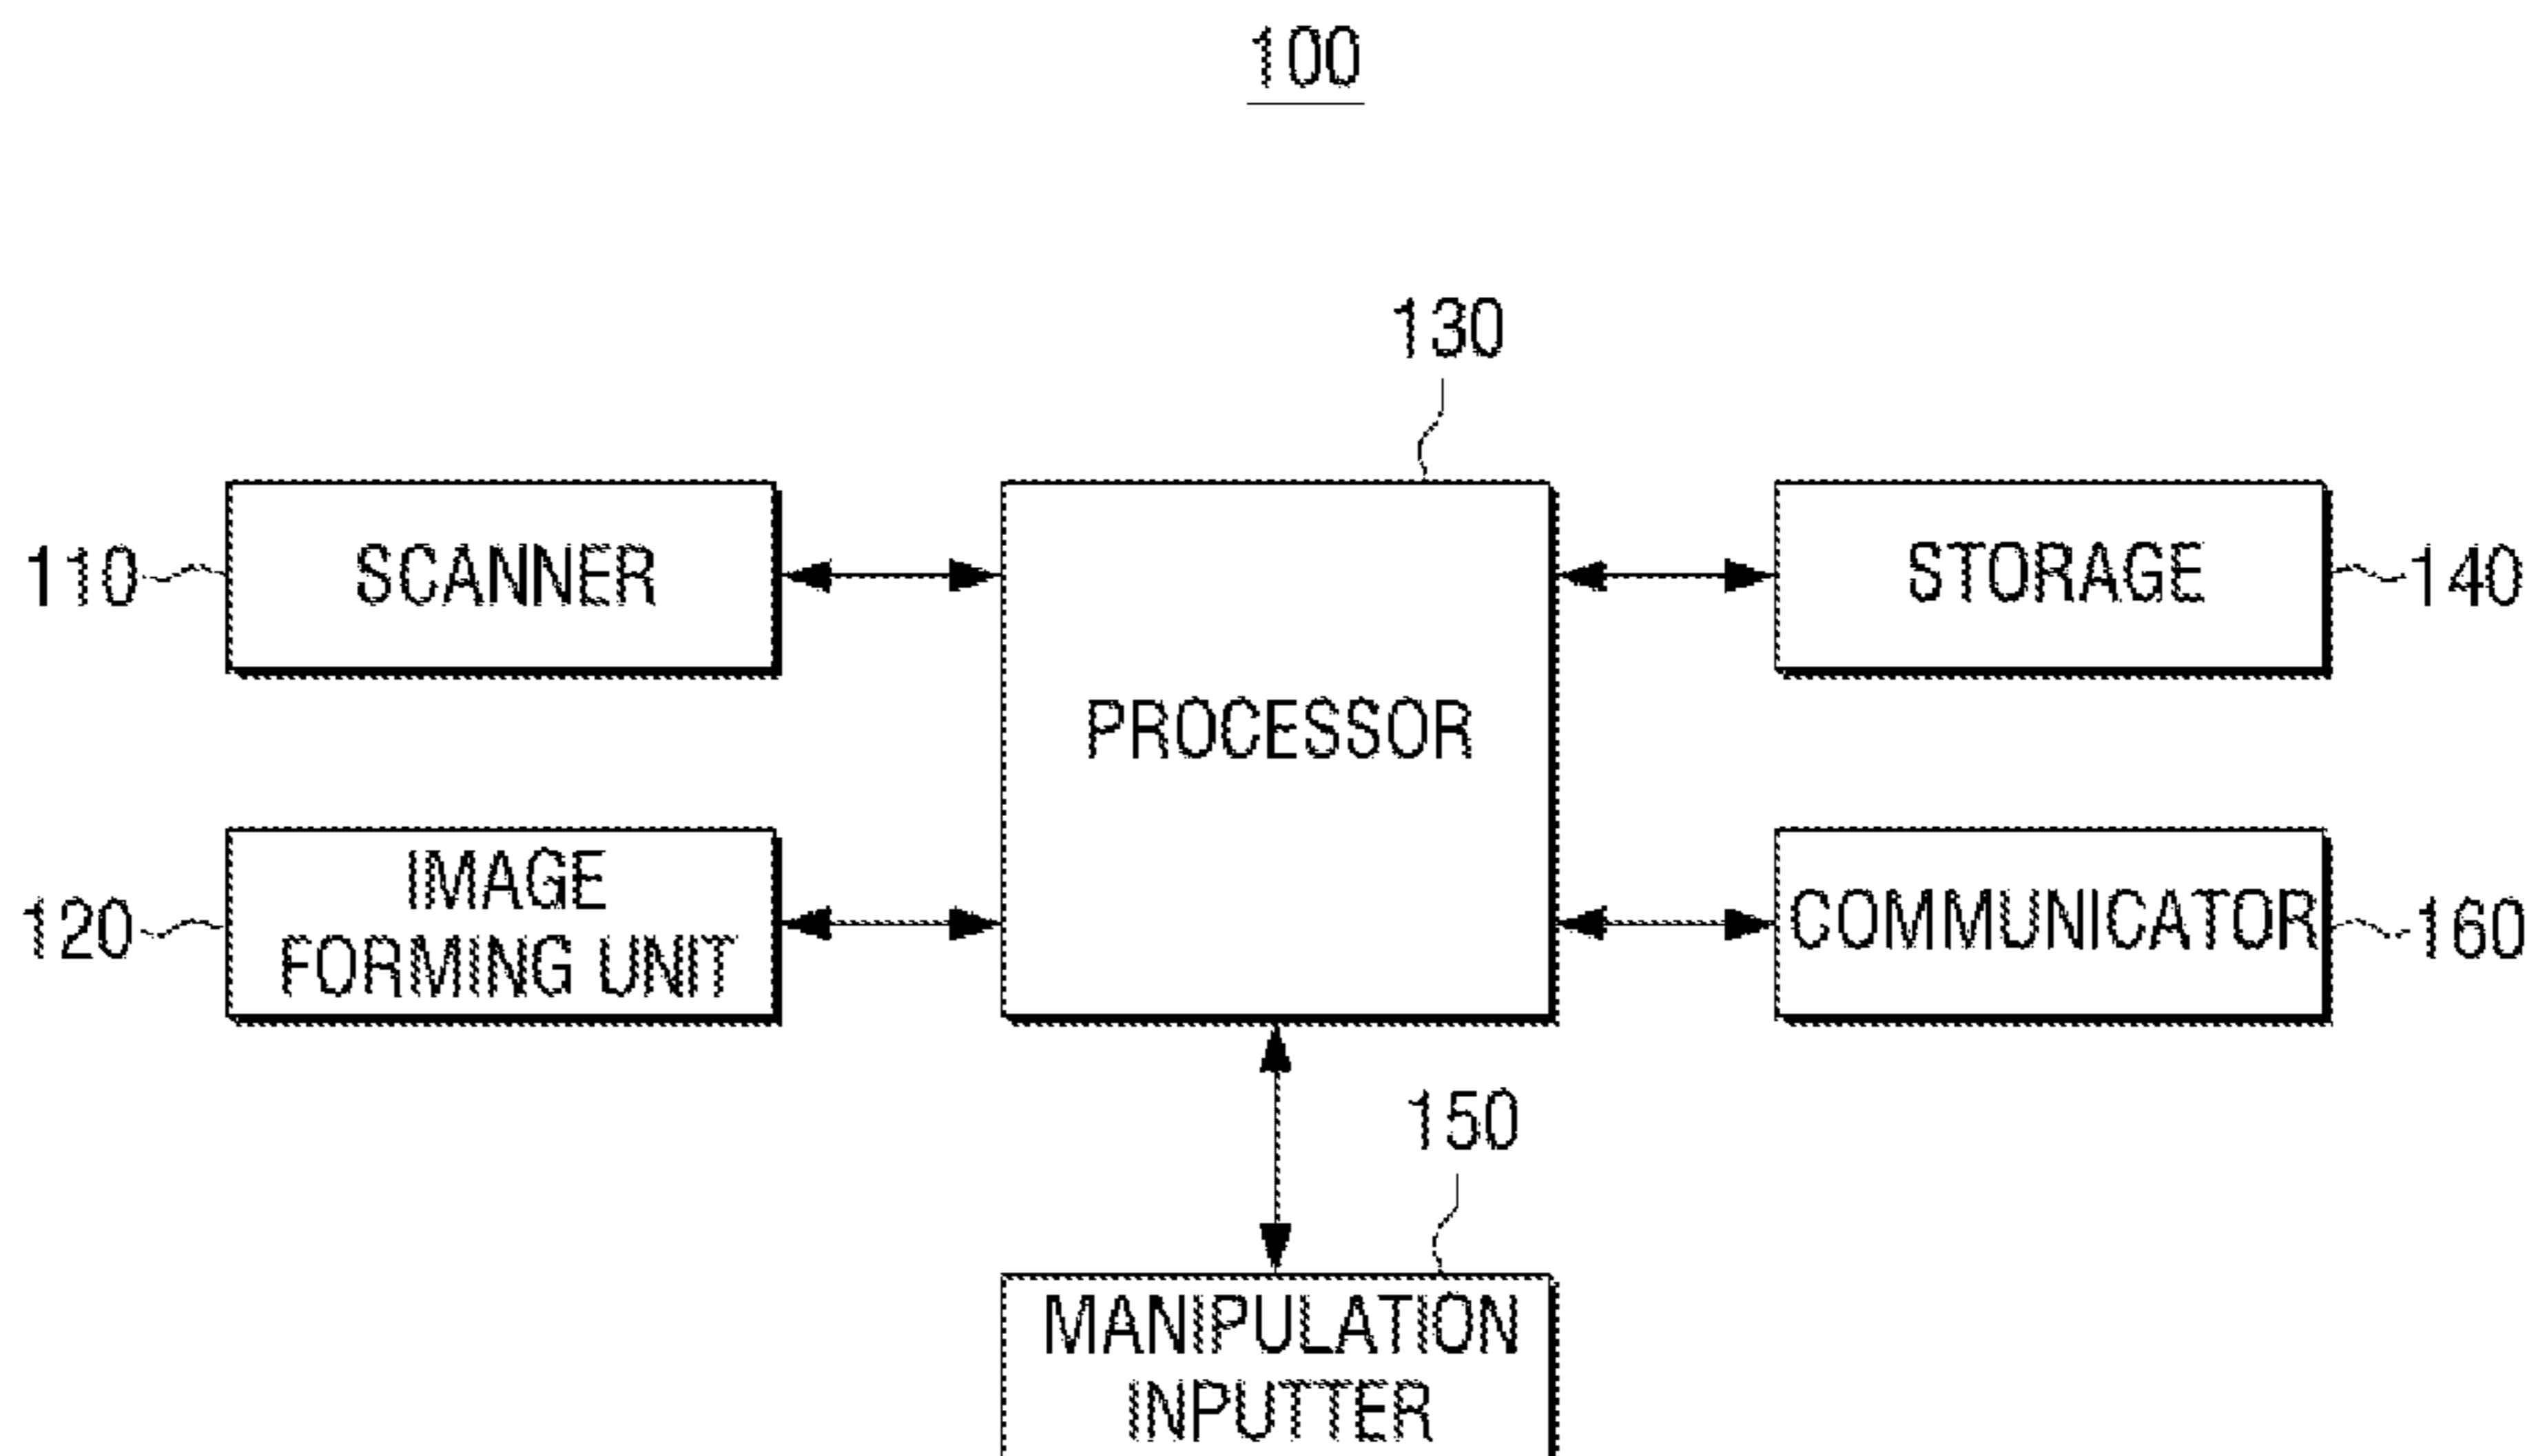 100
130
110
SCANNER
PROCESSOR
STORAGE
140
120
IMAGE
FORMING UNIT
COMMUNICATOR
160
150
MANIPULATION
INPUTTER